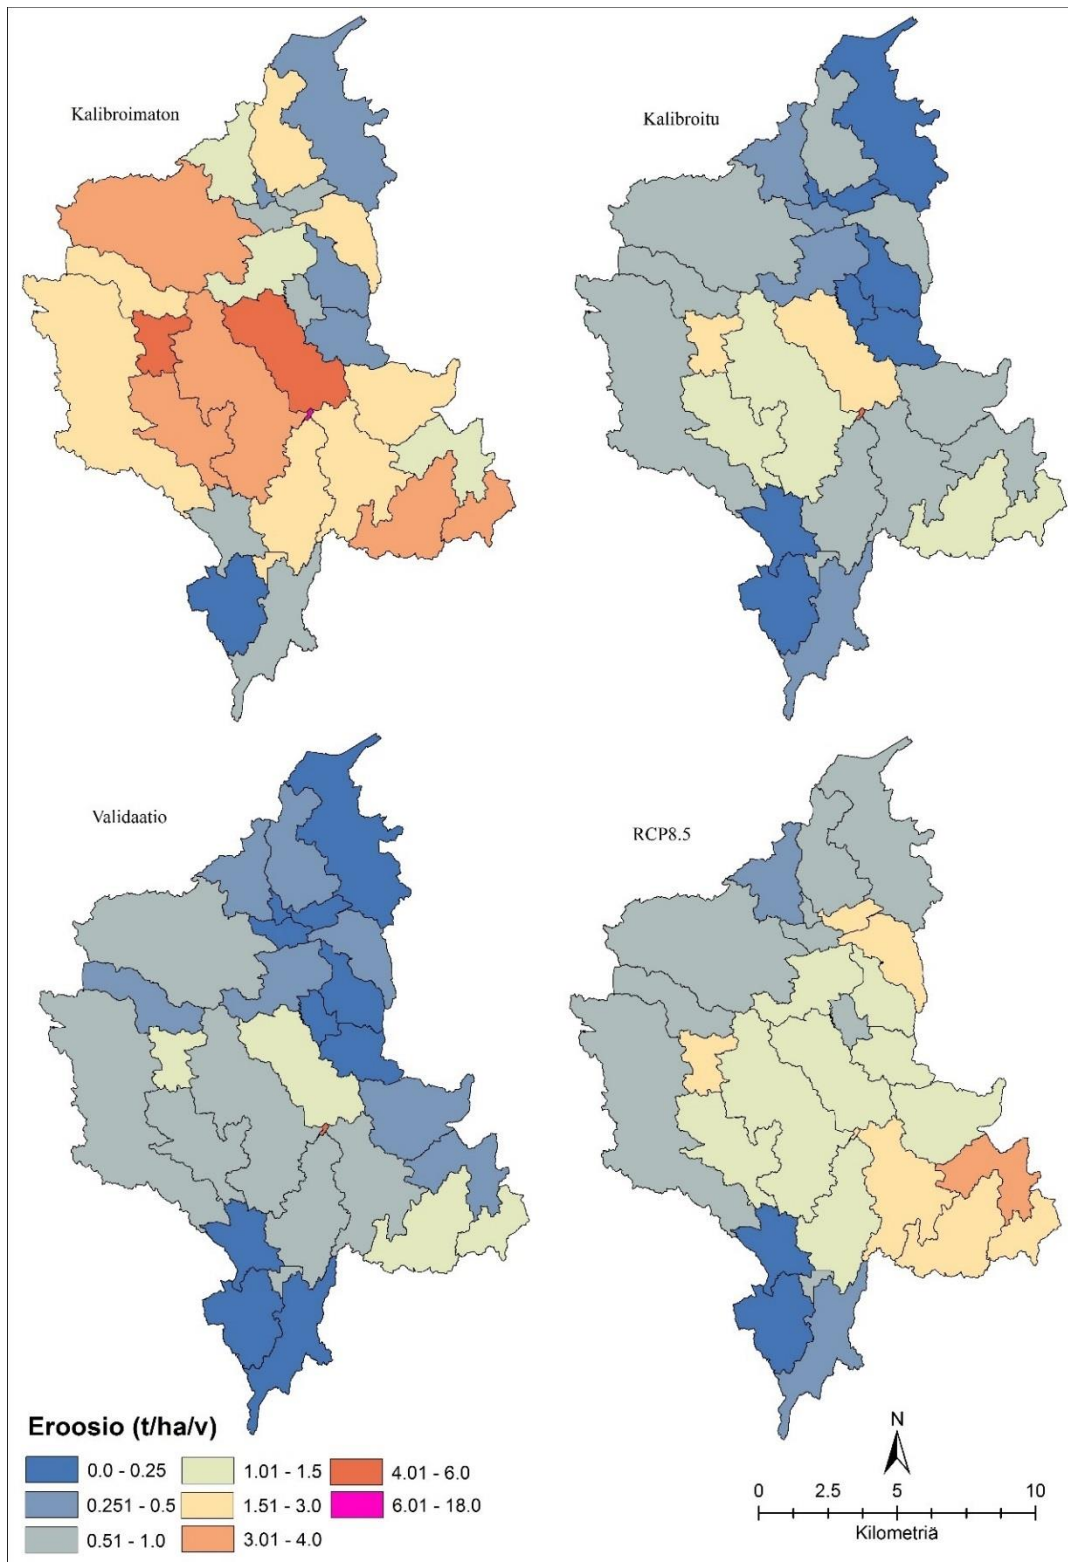 Kalibroimaton
Kalibroitu
Validaatio
RCP8.5
Eroosio (t/ha/v)
0.0 - 0.25
0.251 - 0.5
0.51 - 1.0
1.01 - 1.5
1.51 - 3.0
3.01 - 4.0
4.01 - 6.0
6.01 - 18.0
N
0 2.5 5 7.5 10
Kilometriä